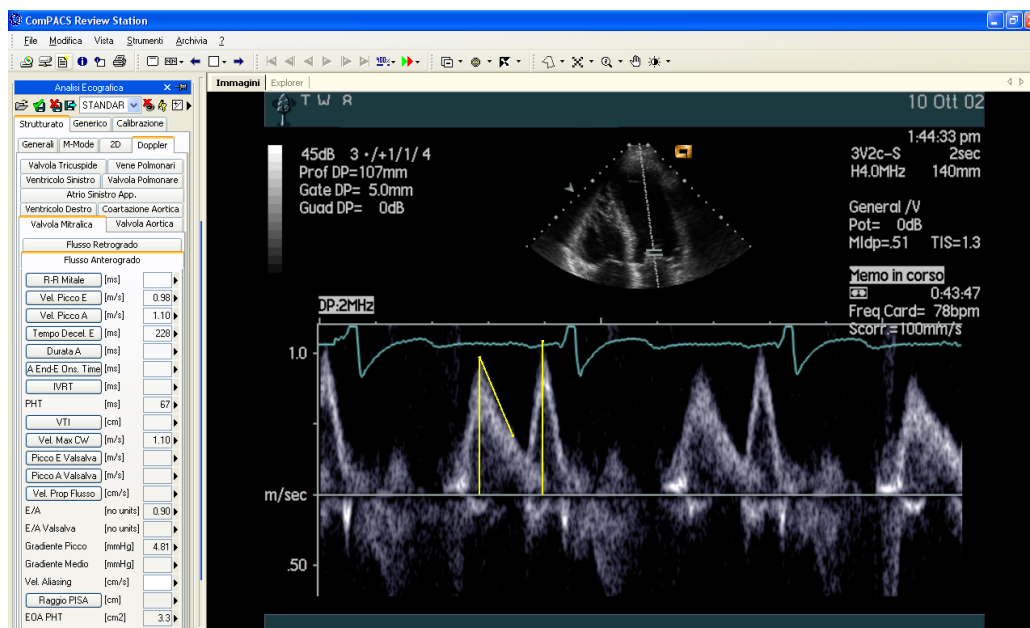 ComPACS Review Station
File Modifica Vista Strumenti Archivia ?
100%
Analisi Ecografica
STANDAR
Strutturato Generico Calibrazione
Generali M-Mode 2D Doppler
Valvola Tricuspide Vene Polmonari
Ventricolo Sinistro Valvola Polmonare
Atrio Sinistro App.
Ventricolo Destro Coartazione Aortica
Valvola Mitralica Valvola Aortica
Flusso Retrogrado
Flusso Anterogrado
R-R Mitale [ms]
Vel. Picco E [m/s] 0.98
Vel. Picco A [m/s] 1.10
Tempo Decel. E [ms] 228
Durata A [ms]
A End-E Ons. Time [ms]
IVRT [ms]
PHT [ms] 67
VTI [cm]
Vel. Max CW [m/s] 1.10
Picco E Valsalva [m/s]
Picco A Valsalva [m/s]
Vel. Prop Flusso [cm/s]
E/A [no units] 0.90
E/A Valsalva [no units]
Gradiente Picco [mmHg] 4.81
Gradiente Medio [mmHg]
Vel. Aliasing [cm/s]
Raggio PISA [cm]
EOA PHT [cm2] 3.3
Immagini Explorer
T W R 10 Ott 02
1:44:33 pm
45dB 3 •/+1/1/ 4
Prof DP=107mm
Gate DP= 5.0mm
Guad DP= 0dB
3V2c-S 2sec
H4.0MHz 140mm
General /V
Pot= 0dB
MIdp=.51 TIS=1.3
Memo in corso
0:43:47
Freq Card= 78bpm
Scorr.=100mm/s
DP:2MHz
1.0
m/sec
.50